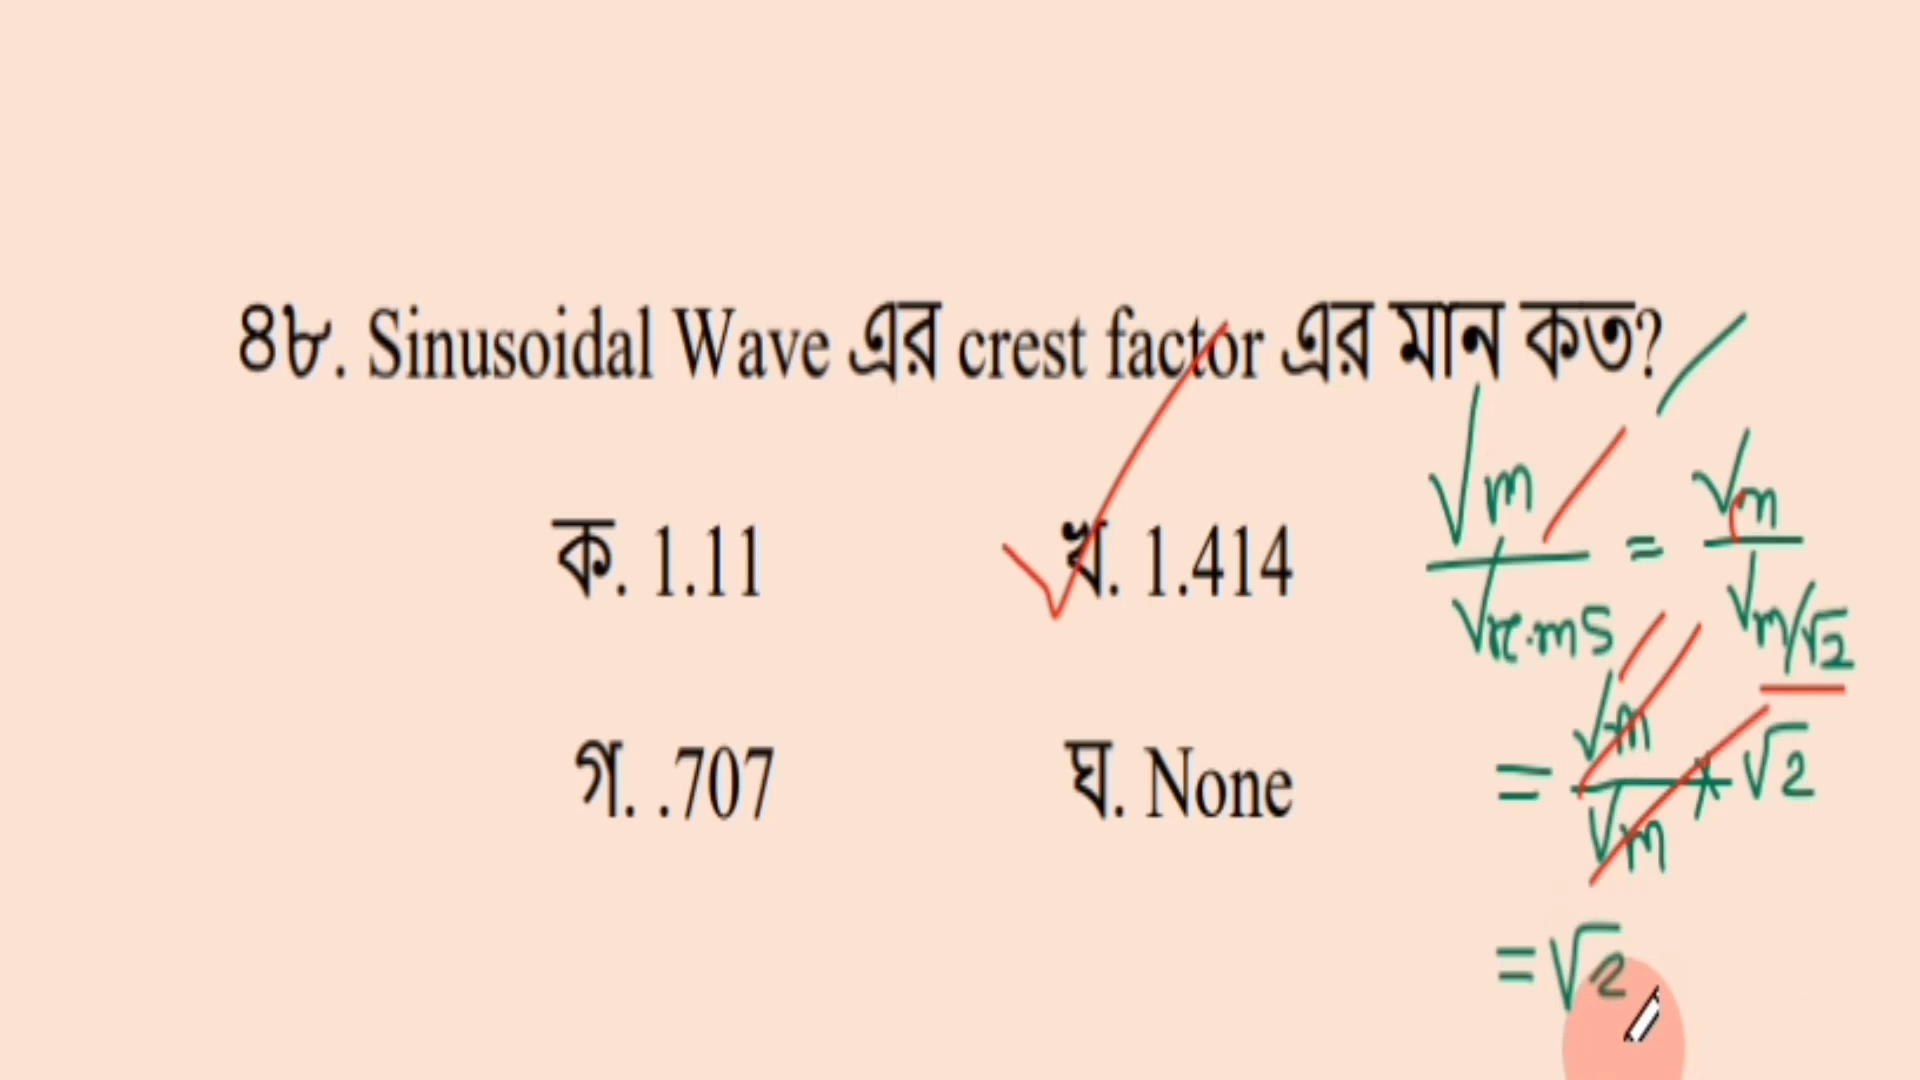 ৪৮. Sinusoidal Wave এর crest factor এর মান কত?
ক. 1.11
খ. 1.414
গ. .707
ঘ. None
Vm / Vr.ms = Vm / Vm/√2
= Vm / Vm × √2
= √2